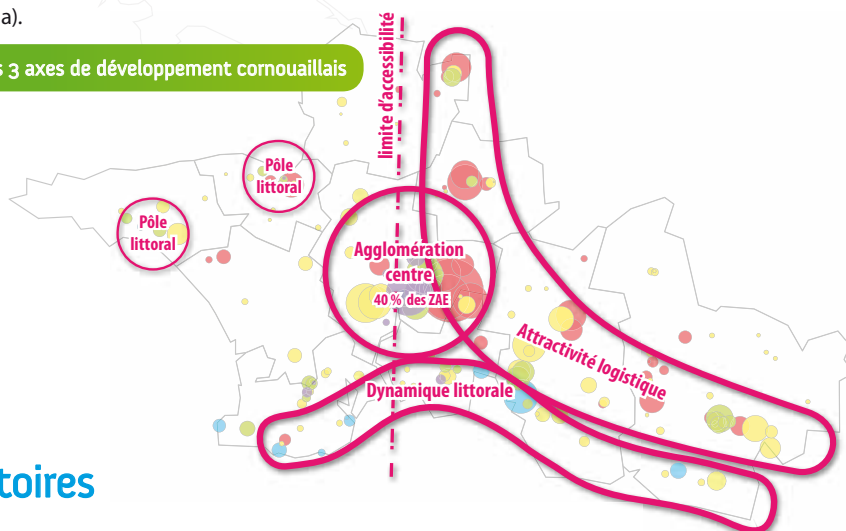 a).
s 3 axes de développement cornouaillais
limite d'accessibilité
Pôle
littoral
Pôle
littoral
Agglomération
centre
40 % des ZAE
Attractivité logistique
Dynamique littorale
toires